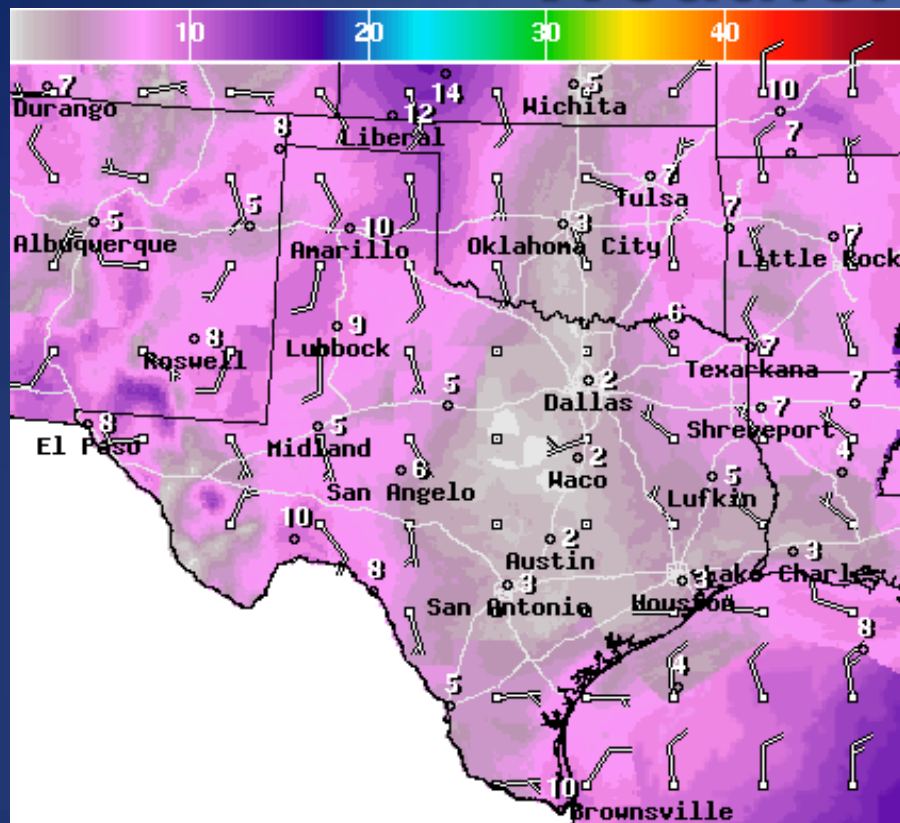 10 20 30 40
7 5 14 10
Durango Wichita
12
Liberal
8 7
7
Tulsa
5 5 10 3 7 7
Albuquerque Amarillo Oklahoma City Little Rock
8 9 6
Roswell Lubbock 7
Texarkana
5 2 7 7
Dallas
8 5 Shreveport
El Paso Midland 4
6 2 5
San Angelo Waco Lufkin
10 2 3
Austin
8 3 3 Lake Charles
San Antonio Houston
8
5 4
10
Brownsville